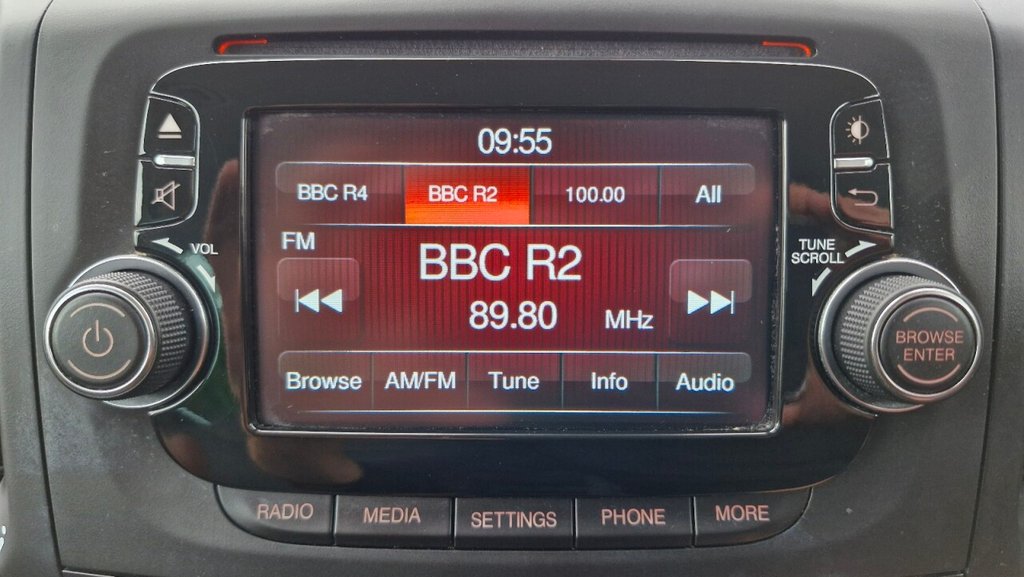 09:55
BBC R4 BBC R2 100.00 All
FM
BBC R2
89.80 MHz
Browse AM/FM Tune Info Audio
VOL
TUNE
SCROLL
BROWSE
ENTER
RADIO MEDIA SETTINGS PHONE MORE